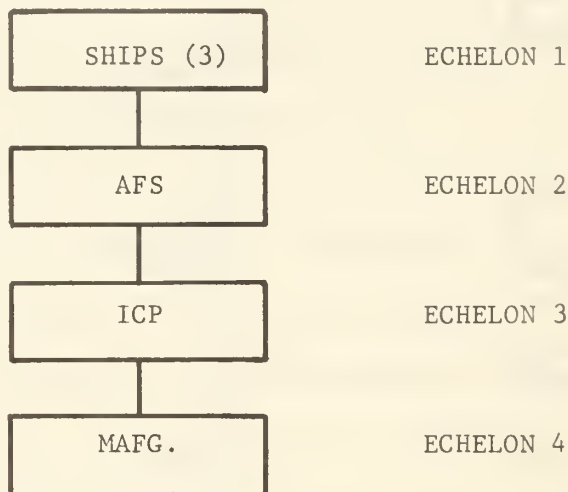 SHIPS (3) ECHELON 1
AFS ECHELON 2
ICP ECHELON 3
MAFG. ECHELON 4